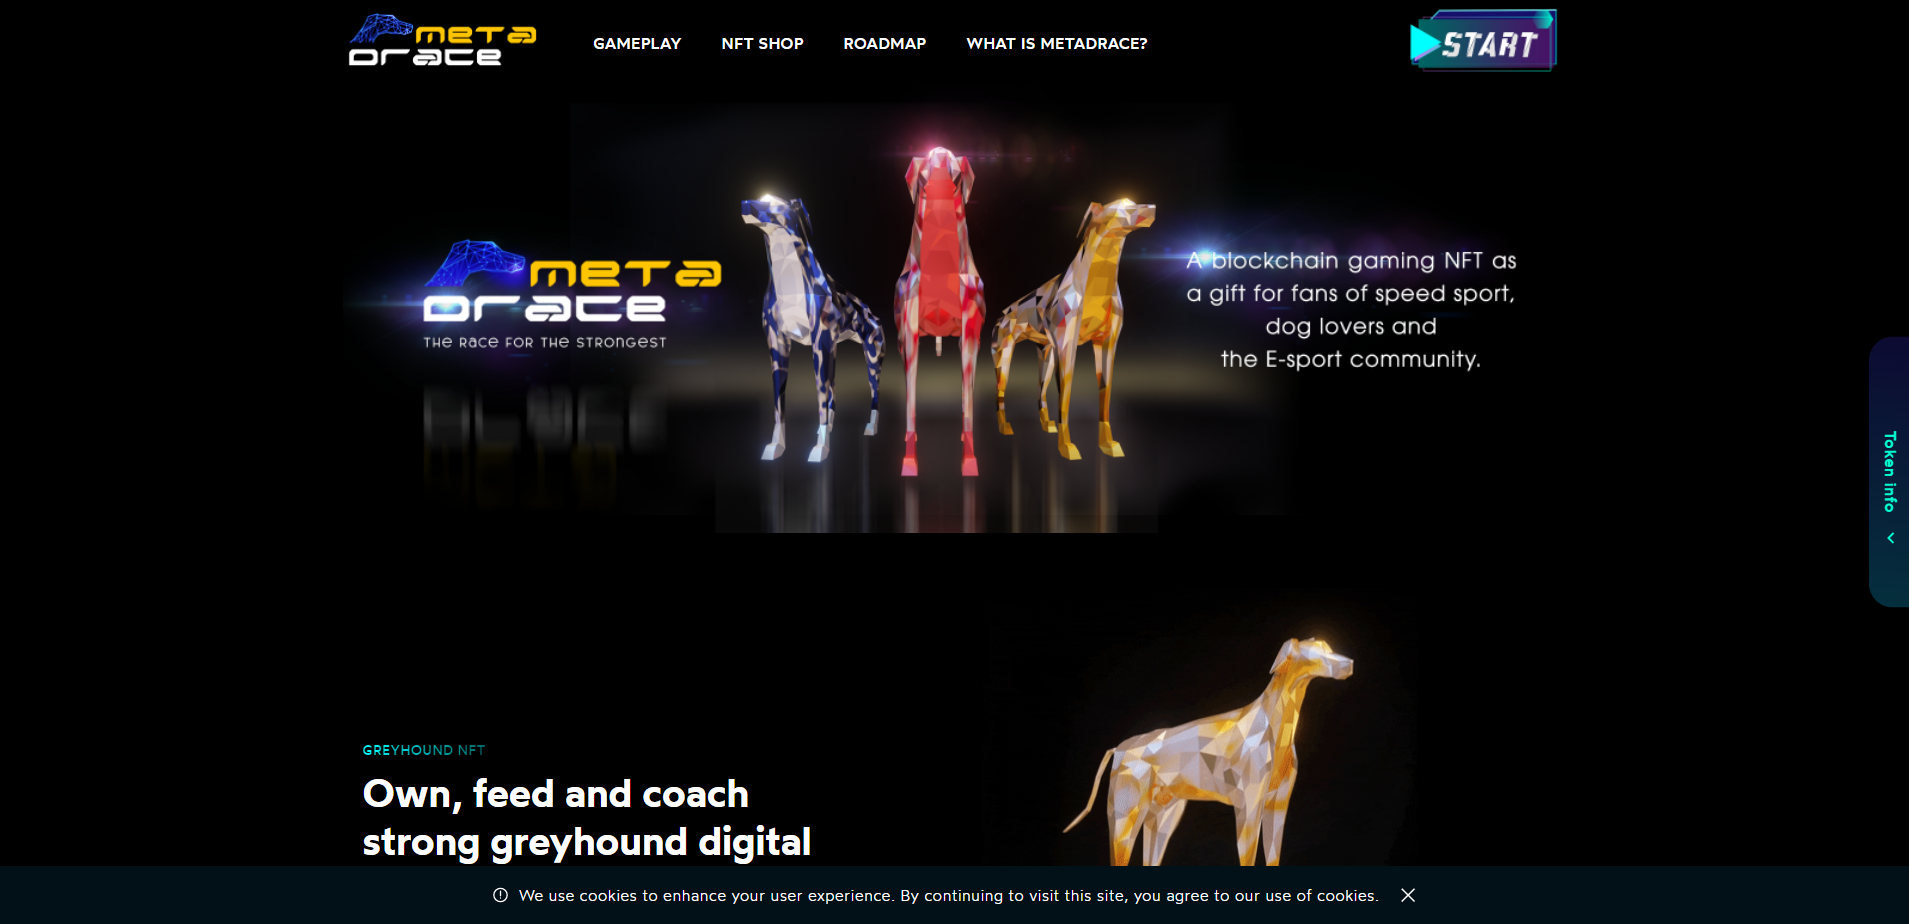 META
DRACE
GAMEPLAY
NFT SHOP
ROADMAP
WHAT IS METADRACE?
START
META
DRACE
THE RACE FOR THE STRONGEST
A blockchain gaming NFT as
a gift for fans of speed sport,
dog lovers and
the E-sport community.
Token info
GREYHOUND NFT
Own, feed and coach
strong greyhound digital
We use cookies to enhance your user experience. By continuing to visit this site, you agree to our use of cookies.